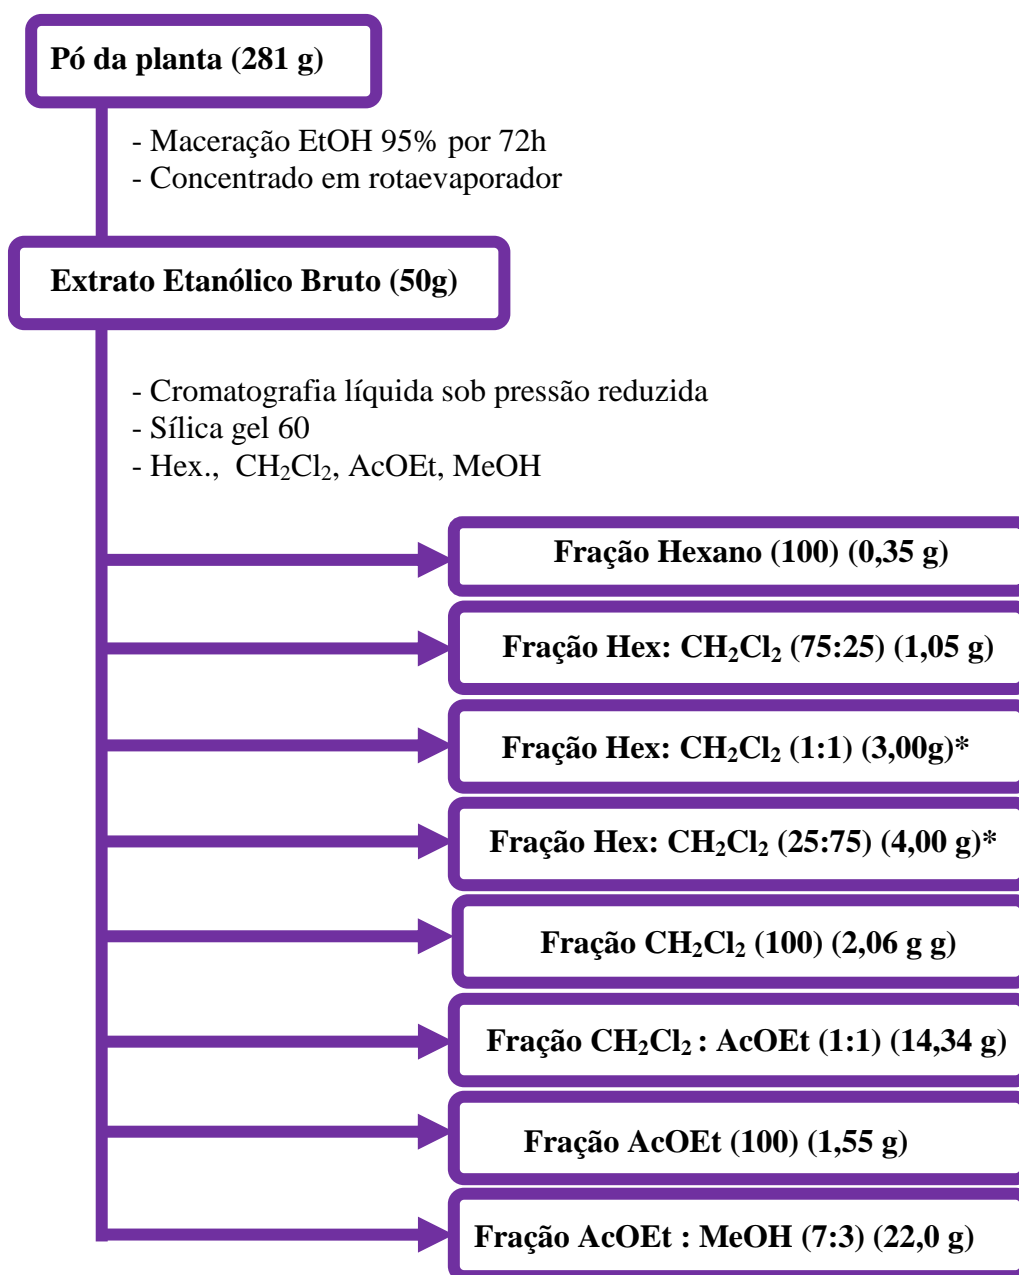 Pó da planta (281 g)
- Maceração EtOH 95% por 72h
- Concentrado em rotaevaporador
Extrato Etanólico Bruto (50g)
- Cromatografia líquida sob pressão reduzida
- Sílica gel 60
- Hex., CH₂Cl₂, AcOEt, MeOH
Fração Hexano (100) (0,35 g)
Fração Hex: CH₂Cl₂ (75:25) (1,05 g)
Fração Hex: CH₂Cl₂ (1:1) (3,00g)*
Fração Hex: CH₂Cl₂ (25:75) (4,00 g)*
Fração CH₂Cl₂ (100) (2,06 g g)
Fração CH₂Cl₂ : AcOEt (1:1) (14,34 g)
Fração AcOEt (100) (1,55 g)
Fração AcOEt : MeOH (7:3) (22,0 g)